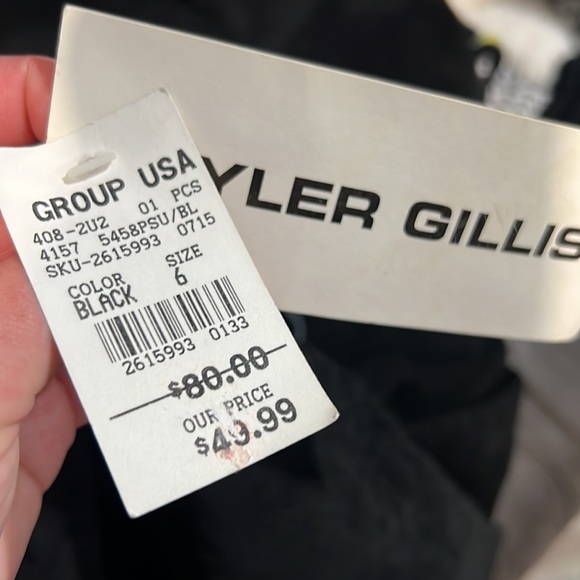 GROUP USA
408-2U2 01 PCS
4157 5458PSU/BL
SKU-2615993 0715
COLOR SIZE
BLACK 6
2615993 0133
$80.00
OUR PRICE
$49.99
YLER GILLIS